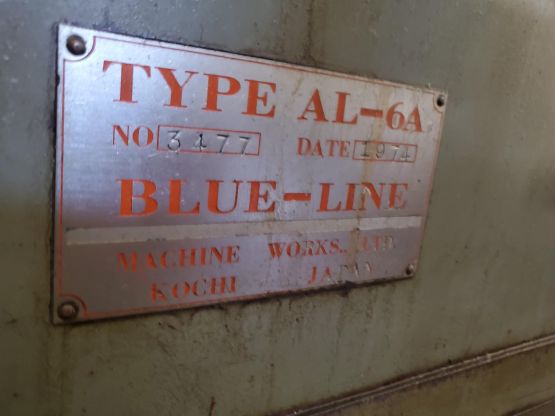 TYPE AL-6A
NO 3477 DATE 1974
BLUE-LINE
MACHINE WORKS., LTD.
KOCHI JAPAN